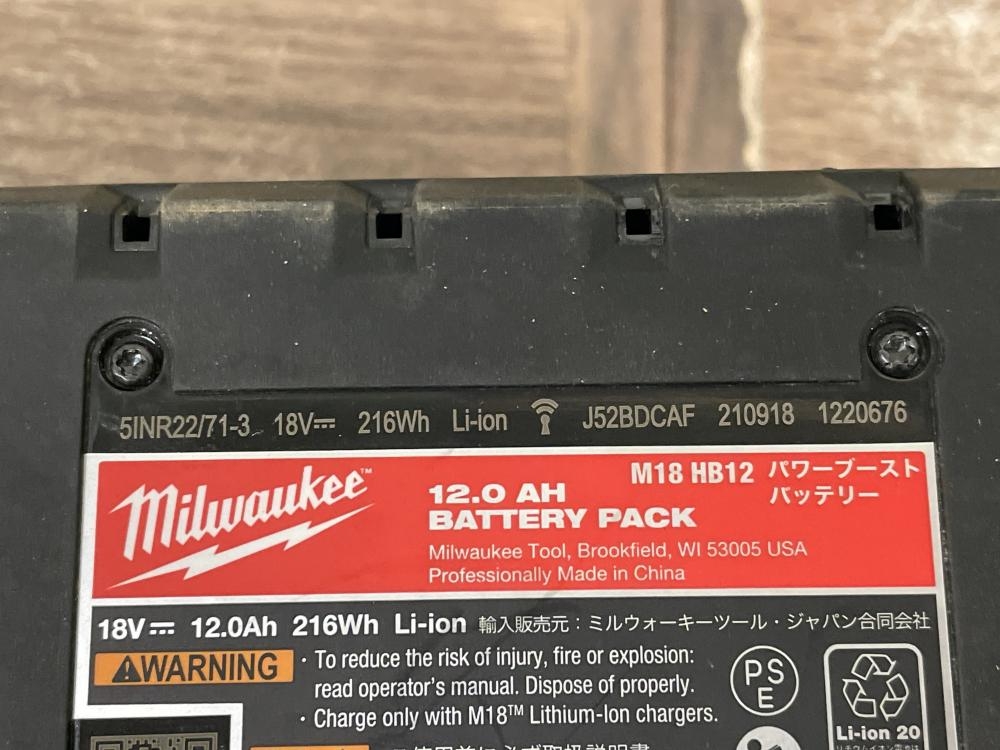 5INR22/71-3 18V⎓ 216Wh Li-ion J52BDCAF 210918 1220676
Milwaukee™
12.0 AH
BATTERY PACK
M18 HB12 パワーブースト
バッテリー
Milwaukee Tool, Brookfield, WI 53005 USA
Professionally Made in China
18V⎓ 12.0Ah 216Wh Li-ion 輸入販売元：ミルウォーキーツール・ジャパン合同会社
WARNING
・To reduce the risk of injury, fire or explosion:
read operator's manual. Dispose of properly.
・Charge only with M18™ Lithium-Ion chargers.
PS
E
Li-ion 20